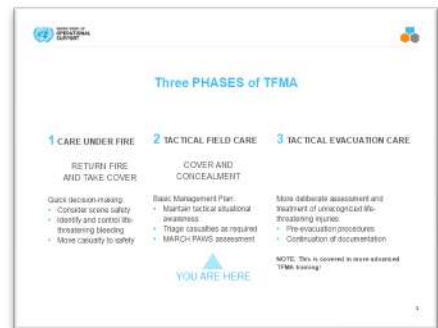 DEPARTMENT OF
OPERATIONAL
SUPPORT
Three PHASES of TFMA
1 CARE UNDER FIRE
RETURN FIRE
AND TAKE COVER
Quick decision-making:
• Consider scene safety
• Identify and control life-
threatening bleeding
• Move casualty to safety
2 TACTICAL FIELD CARE
COVER AND
CONCEALMENT
Basic Management Plan:
• Maintain tactical situational
awareness
• Triage casualties as required
• MARCH PAWS assessment
YOU ARE HERE
3 TACTICAL EVACUATION CARE
More deliberate assessment and
treatment of unrecognized life-
threatening injuries:
• Pre-evacuation procedures
• Continuation of documentation
NOTE: This is covered in more advanced
TFMA training!